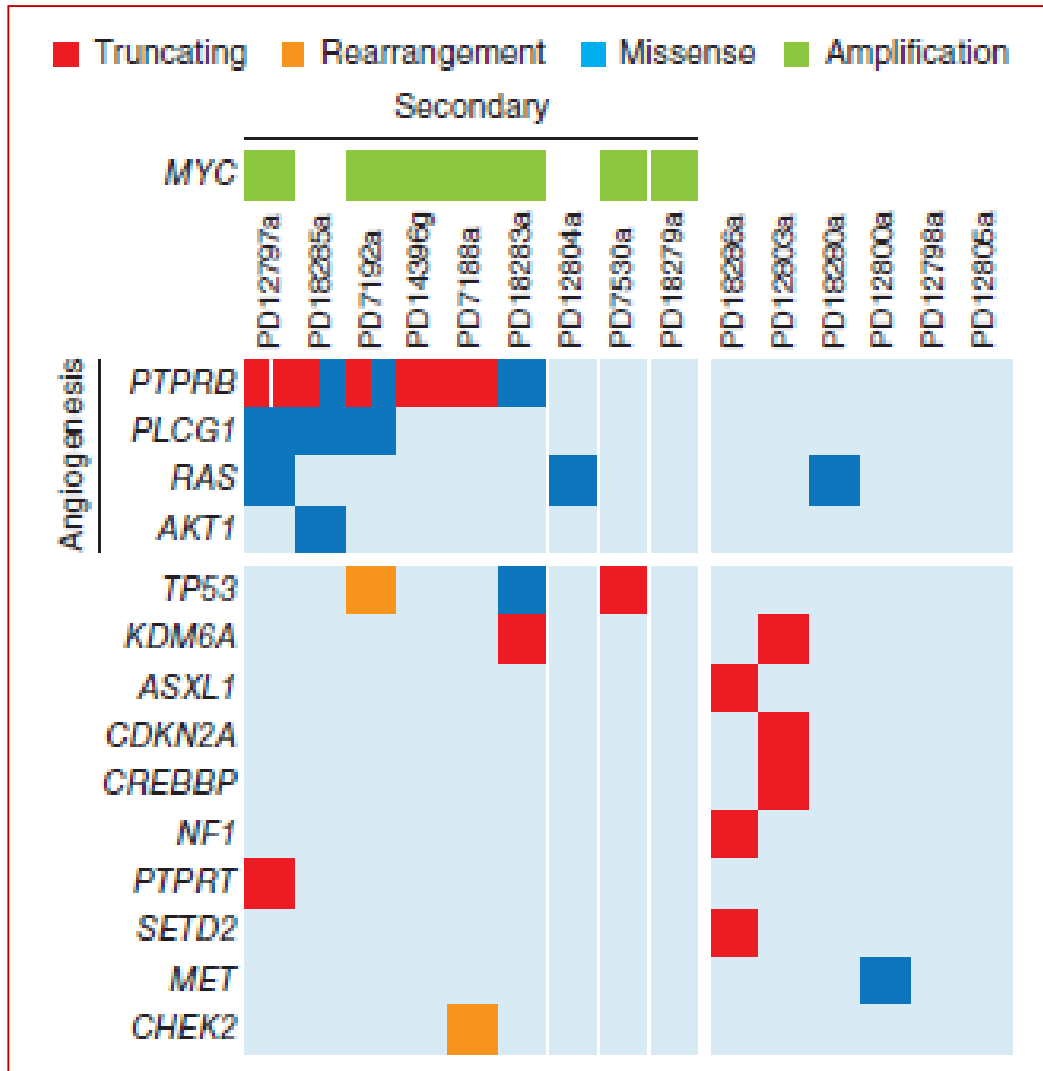 Truncating Rearrangement Missense Amplification
Secondary
MYC
PD12797a PD18285a PD7192a PD14396g PD7188a PD18283a PD12804a PD7530a PD18279a PD18286a PD12803a PD18280a PD12800a PD12798a PD12805a
Angiogenesis
PTPRB
PLCG1
RAS
AKT1
TP53
KDM6A
ASXL1
CDKN2A
CREBBP
NF1
PTPRT
SETD2
MET
CHEK2